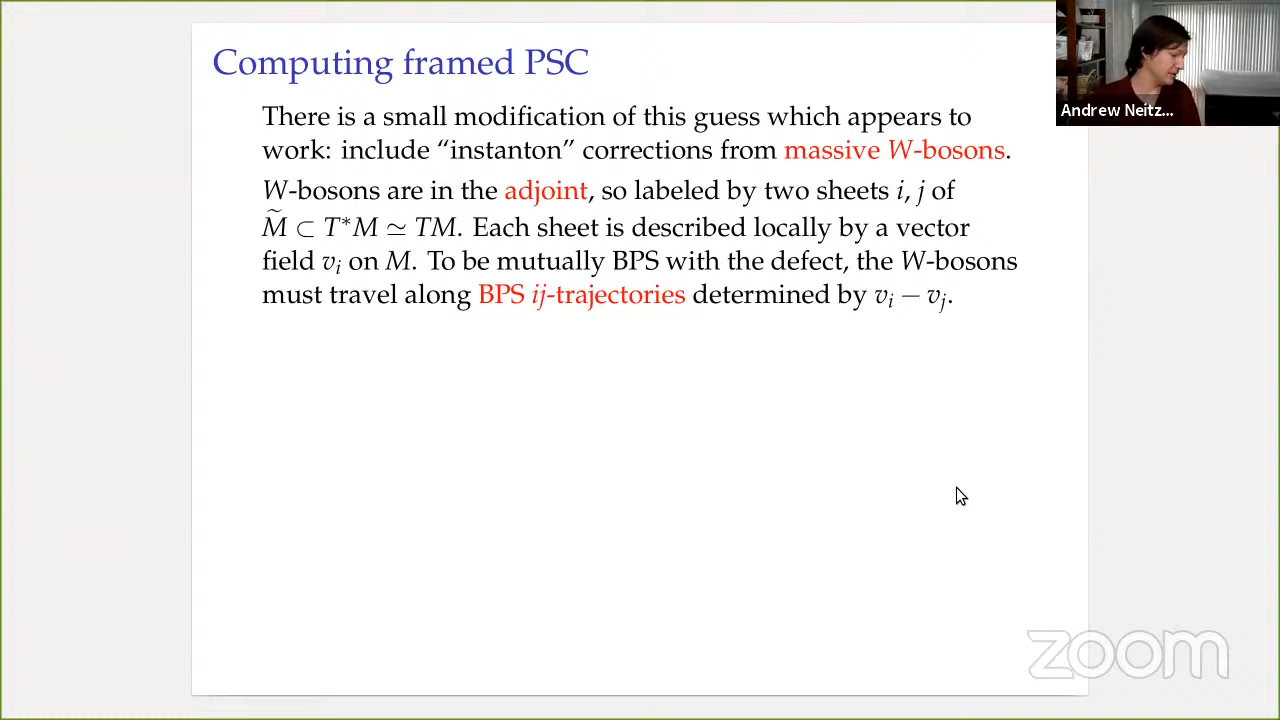 Computing framed PSC
There is a small modification of this guess which appears to
work: include “instanton” corrections from massive W-bosons.
W-bosons are in the adjoint, so labeled by two sheets i, j of
M̃ ⊂ T*M ≃ TM. Each sheet is described locally by a vector
field vᵢ on M. To be mutually BPS with the defect, the W-bosons
must travel along BPS ij-trajectories determined by vᵢ − vⱼ.
Andrew Neitz...
zoom